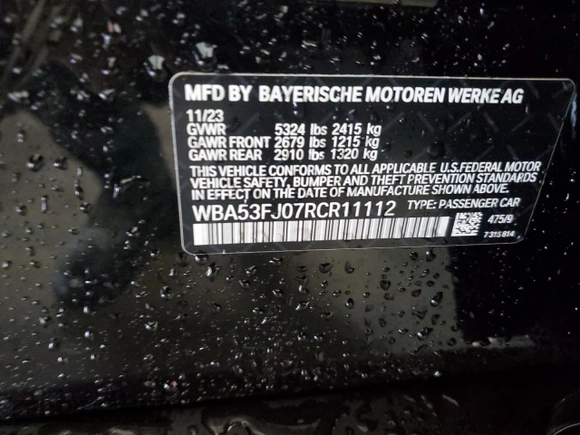 MFD BY BAYERISCHE MOTOREN WERKE AG
11/23
GVWR 5324 lbs 2415 kg
GAWR FRONT 2679 lbs 1215 kg
GAWR REAR 2910 lbs 1320 kg
THIS VEHICLE CONFORMS TO ALL APPLICABLE U.S.FEDERAL MOTOR
VEHICLE SAFETY, BUMPER AND THEFT PREVENTION STANDARDS
IN EFFECT ON THE DATE OF MANUFACTURE SHOWN ABOVE.
WBA53FJ07RCR11112 TYPE: PASSENGER CAR
475/9
7 315 814